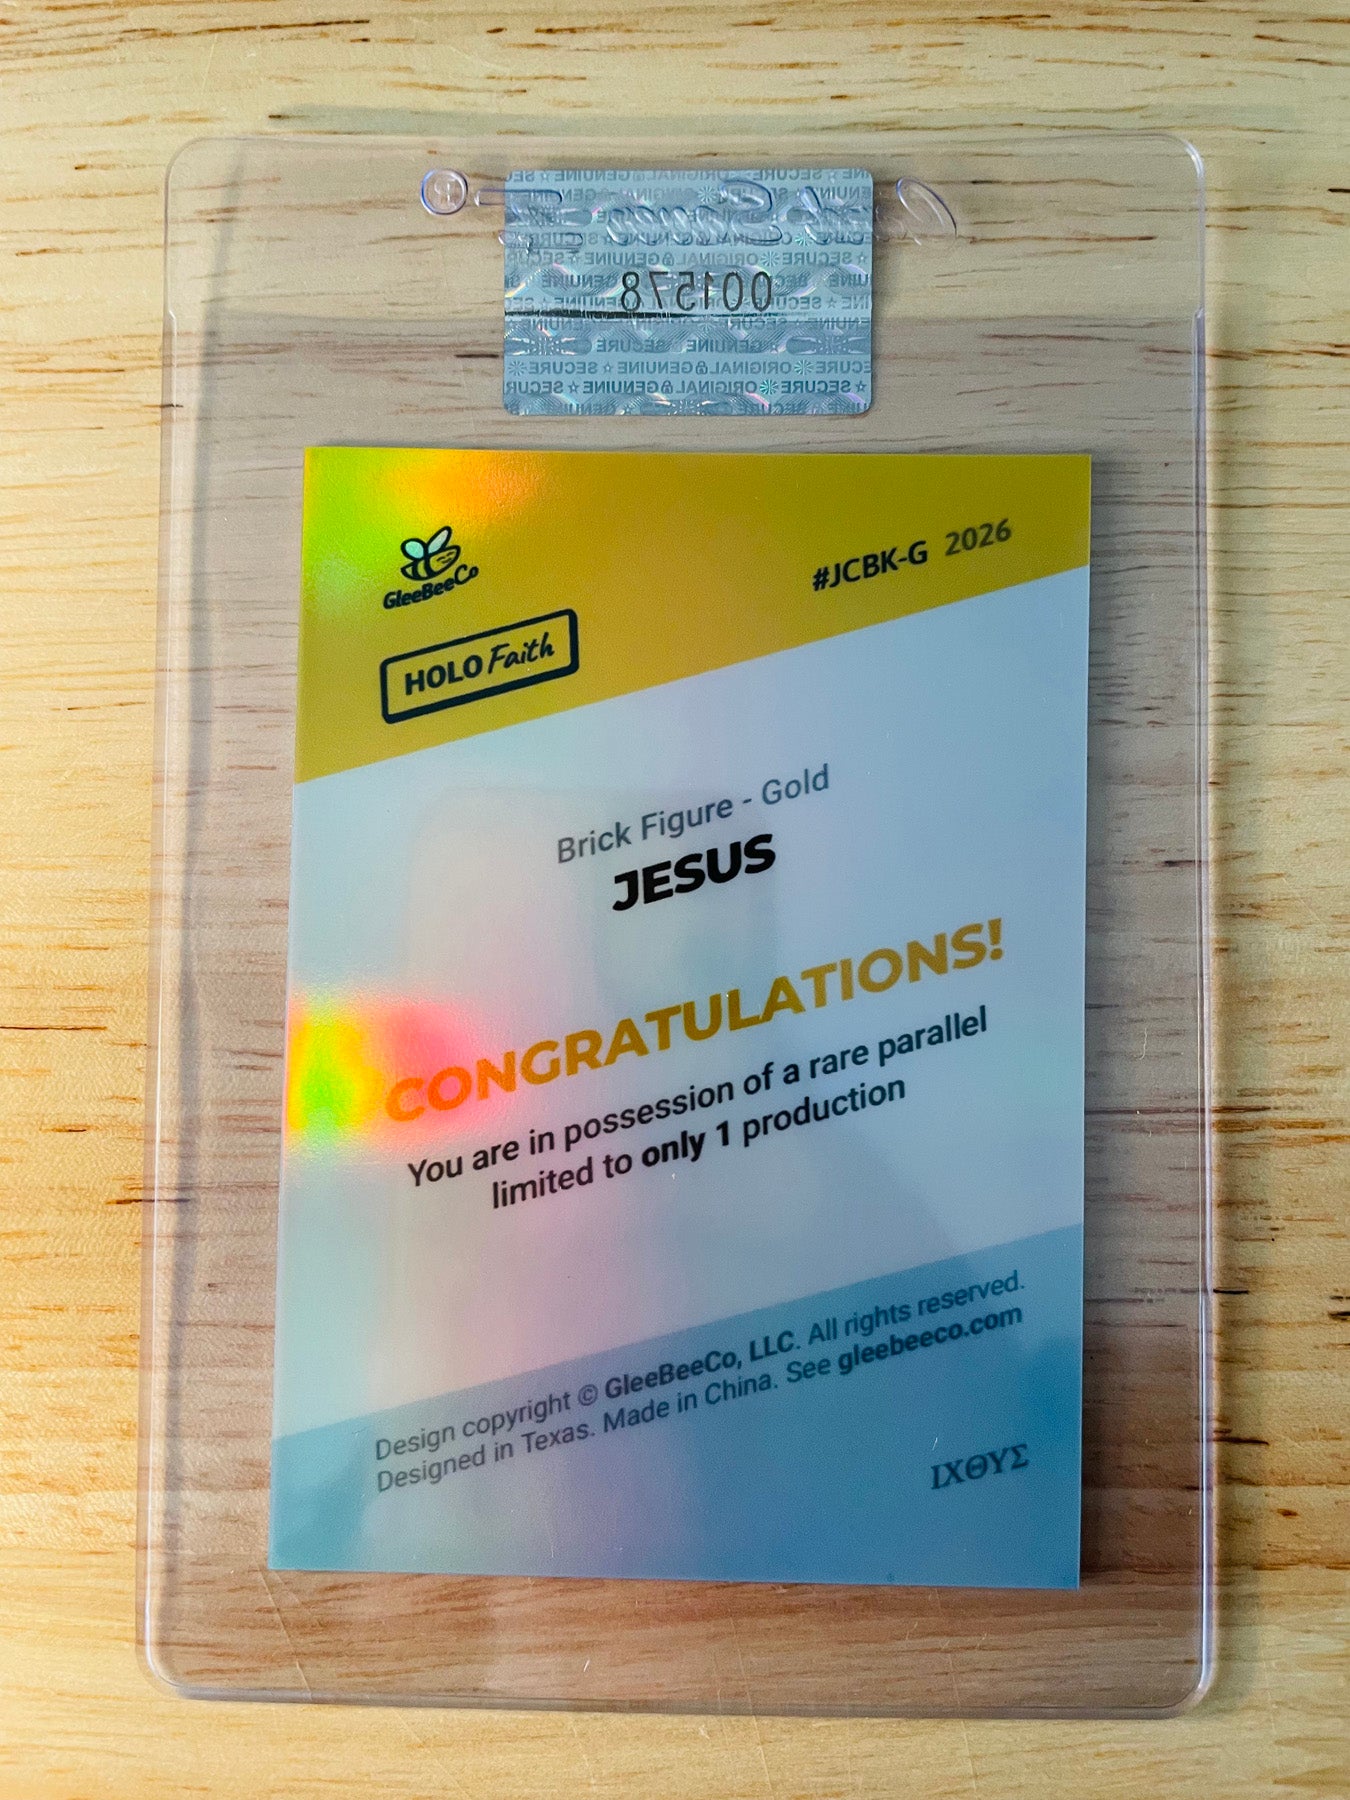 001578
GleeBeeCo
#JCBK-G 2026
HOLO Faith
Brick Figure - Gold
JESUS
CONGRATULATIONS!
You are in possession of a rare parallel
limited to only 1 production
Design copyright © GleeBeeCo, LLC. All rights reserved.
Designed in Texas. Made in China. See gleebeeco.com
ΙΧΘΥΣ